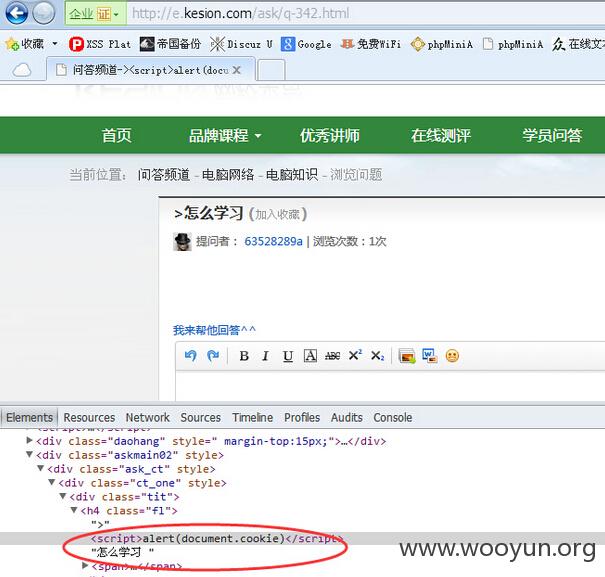 企业 证 http://e.kesion.com/ask/q-342.html
收藏 XSS Plat 帝国备份 Discuz U Google 免费WiFi phpMiniA phpMiniA 在线文
问答频道-><script>alert(docu
首页 品牌课程 优秀讲师 在线测评 学员问答
当前位置: 问答频道 - 电脑网络 - 电脑知识 - 浏览问题
>怎么学习 (加入收藏)
提问者: 63528289a | 浏览次数:1次
我来帮他回答^^
B I U A ABC X² X₂
Elements Resources Network Sources Timeline Profiles Audits Console
<script>…</script>
<div class="daohang" style=" margin-top:15px;">…</div>
<div class="askmain02" style>
<div class="ask_ct" style>
<div class="ct_one" style>
<div class="tit">
<h4 class="fl">
">"
<script>alert(document.cookie)</script>
"怎么学习 "
<span>…</span>
www.wooyun.org